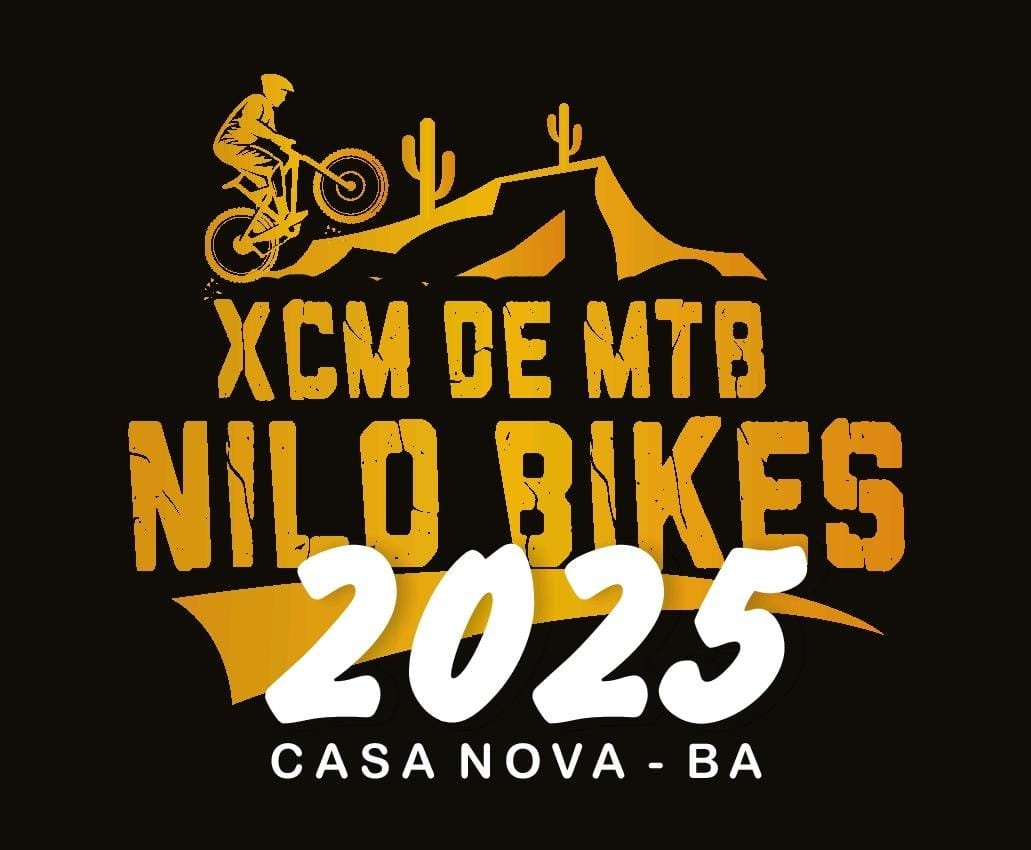 XCM DE MTB
NILO BIKES
2025
CASA NOVA - BA